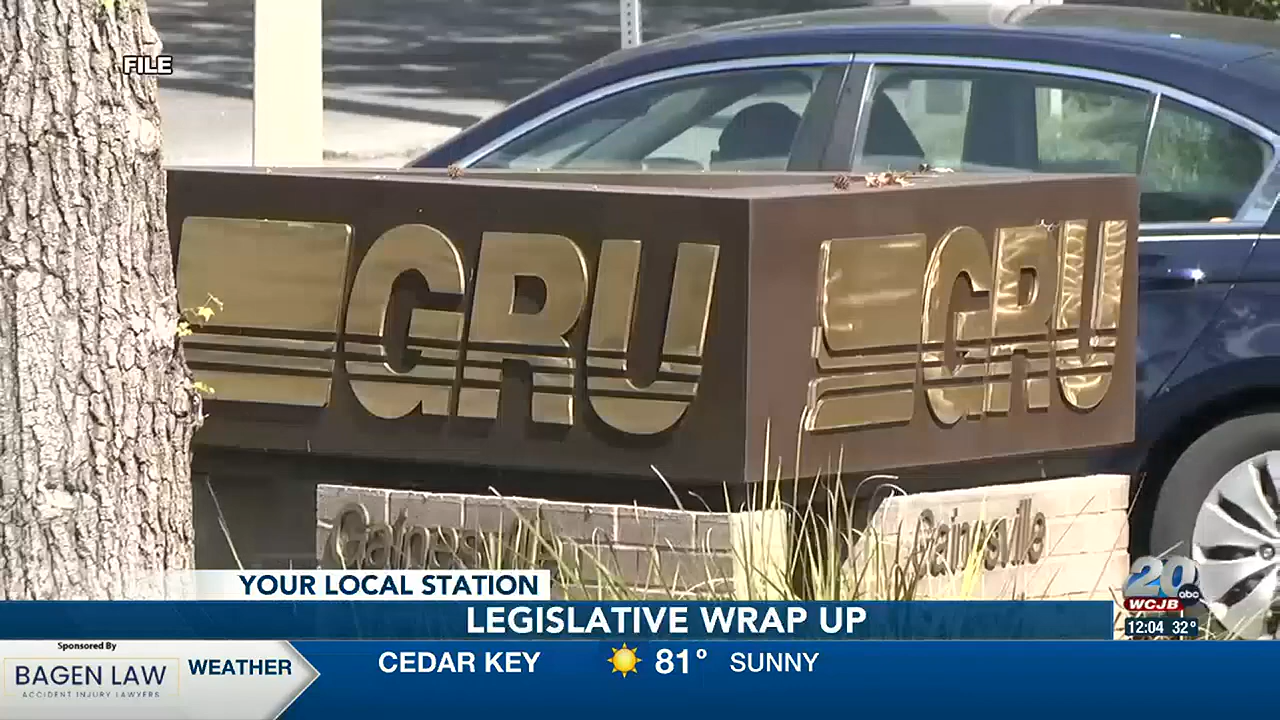 FILE
GRU
GRU
Gainesville
Gainesville
YOUR LOCAL STATION
LEGISLATIVE WRAP UP
20
abc
WCJB
12:04 32°
Sponsored By
BAGEN LAW
ACCIDENT INJURY LAWYERS
WEATHER
CEDAR KEY 81° SUNNY